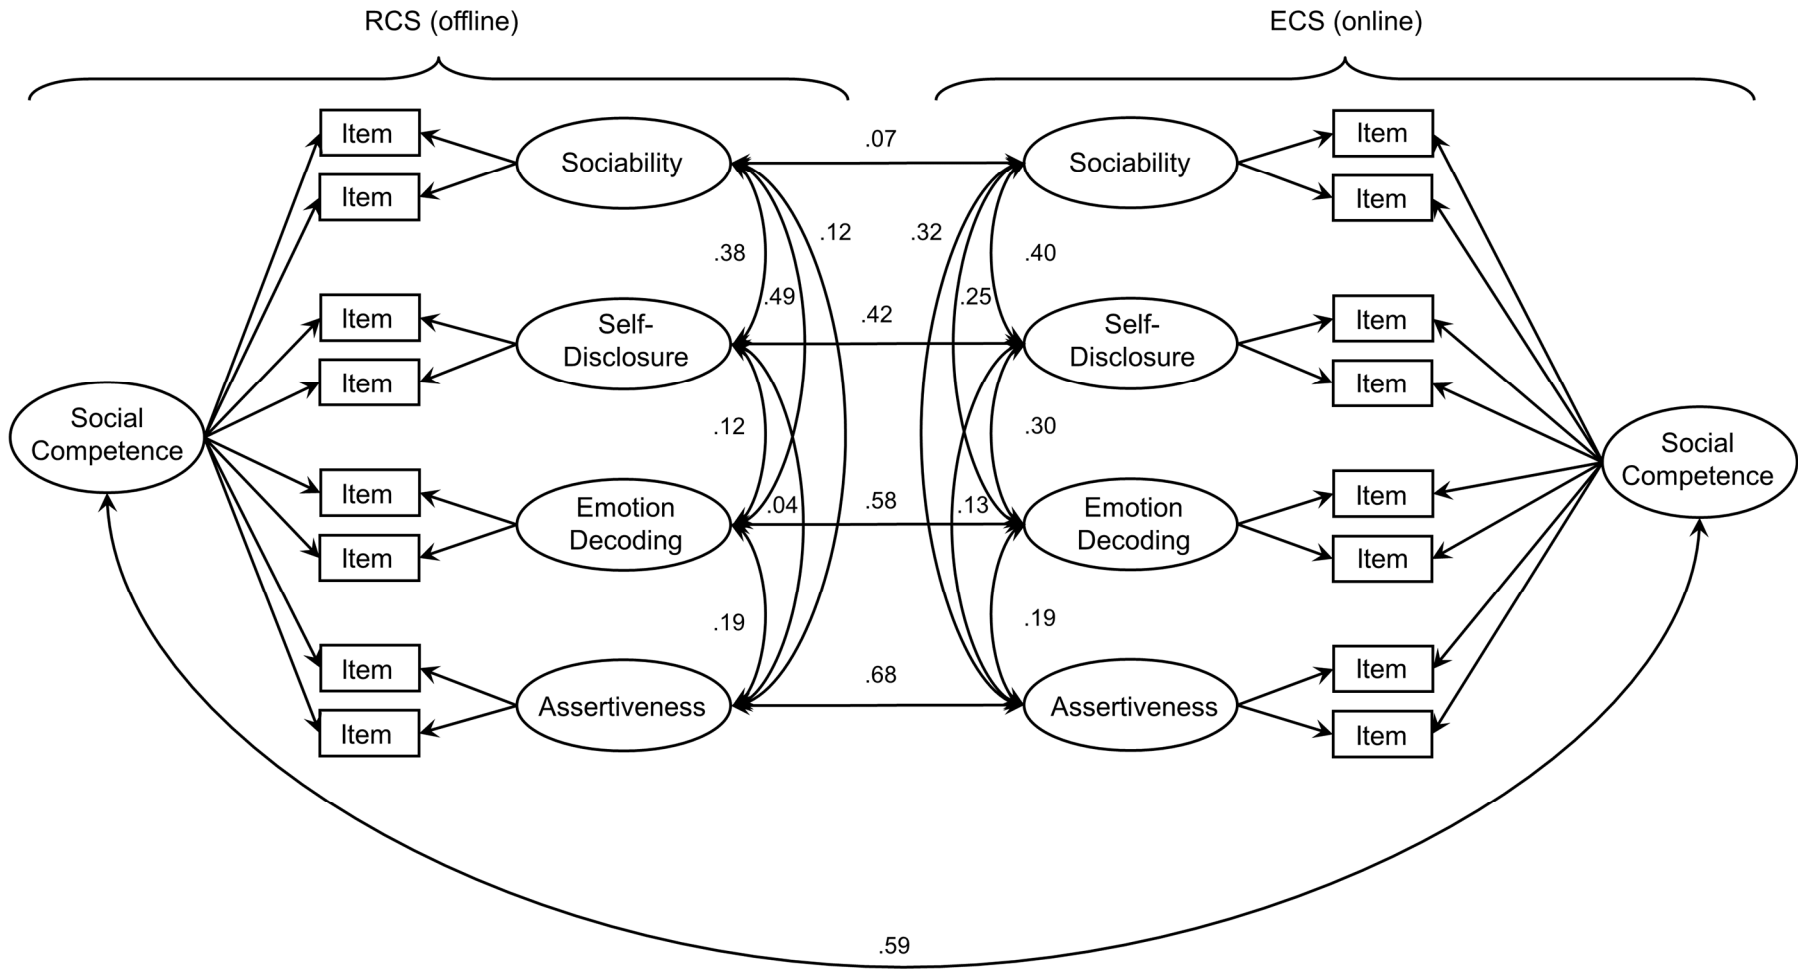 RCS (offline)
ECS (online)
Item
Item
Sociability
.07
Sociability
Item
Item
.38
.12
.49
.32
.25
.40
Item
Item
Self-
Disclosure
.42
Self-
Disclosure
Item
Item
Social
Competence
.12
.30
Social
Competence
Item
Item
Emotion
Decoding
.04
.58
.13
Emotion
Decoding
Item
Item
.19
.19
Item
Item
Assertiveness
.68
Assertiveness
Item
Item
.59